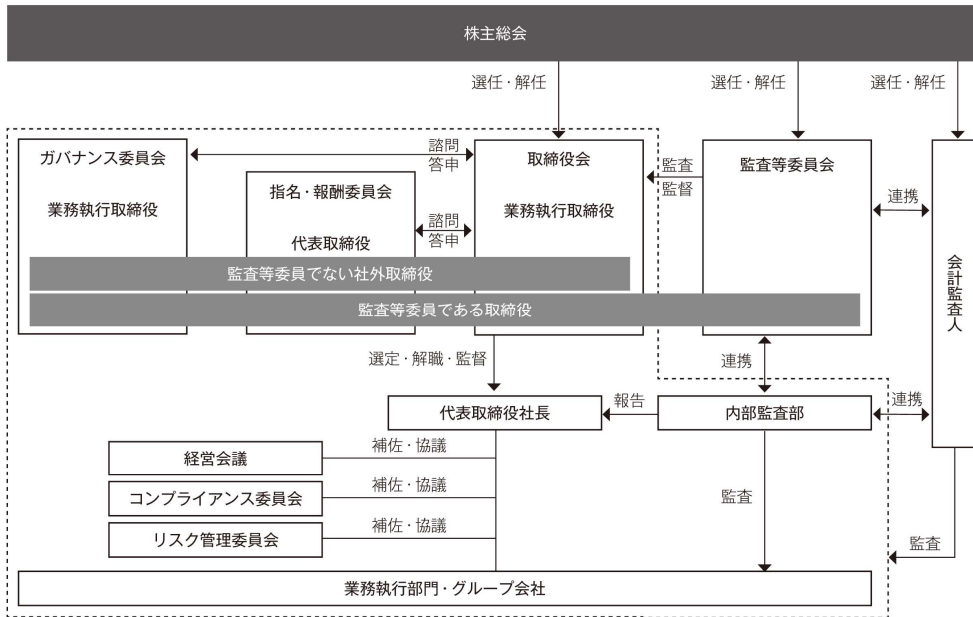 株主総会
選任・解任
選任・解任
選任・解任
ガバナンス委員会
業務執行取締役
諮問
答申
指名・報酬委員会
代表取締役
諮問
答申
取締役会
業務執行取締役
監査
監督
監査等委員会
連携
会計監査人
監査等委員でない社外取締役
監査等委員である取締役
選定・解職・監督
連携
代表取締役社長
報告
内部監査部
連携
経営会議
補佐・協議
コンプライアンス委員会
補佐・協議
リスク管理委員会
補佐・協議
監査
監査
業務執行部門・グループ会社